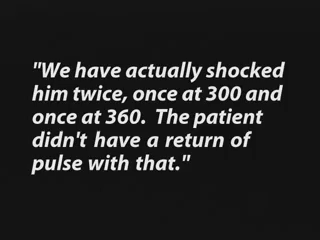 "We have actually shocked
him twice, once at 300 and
once at 360.  The patient
didn't have a return of
pulse with that."